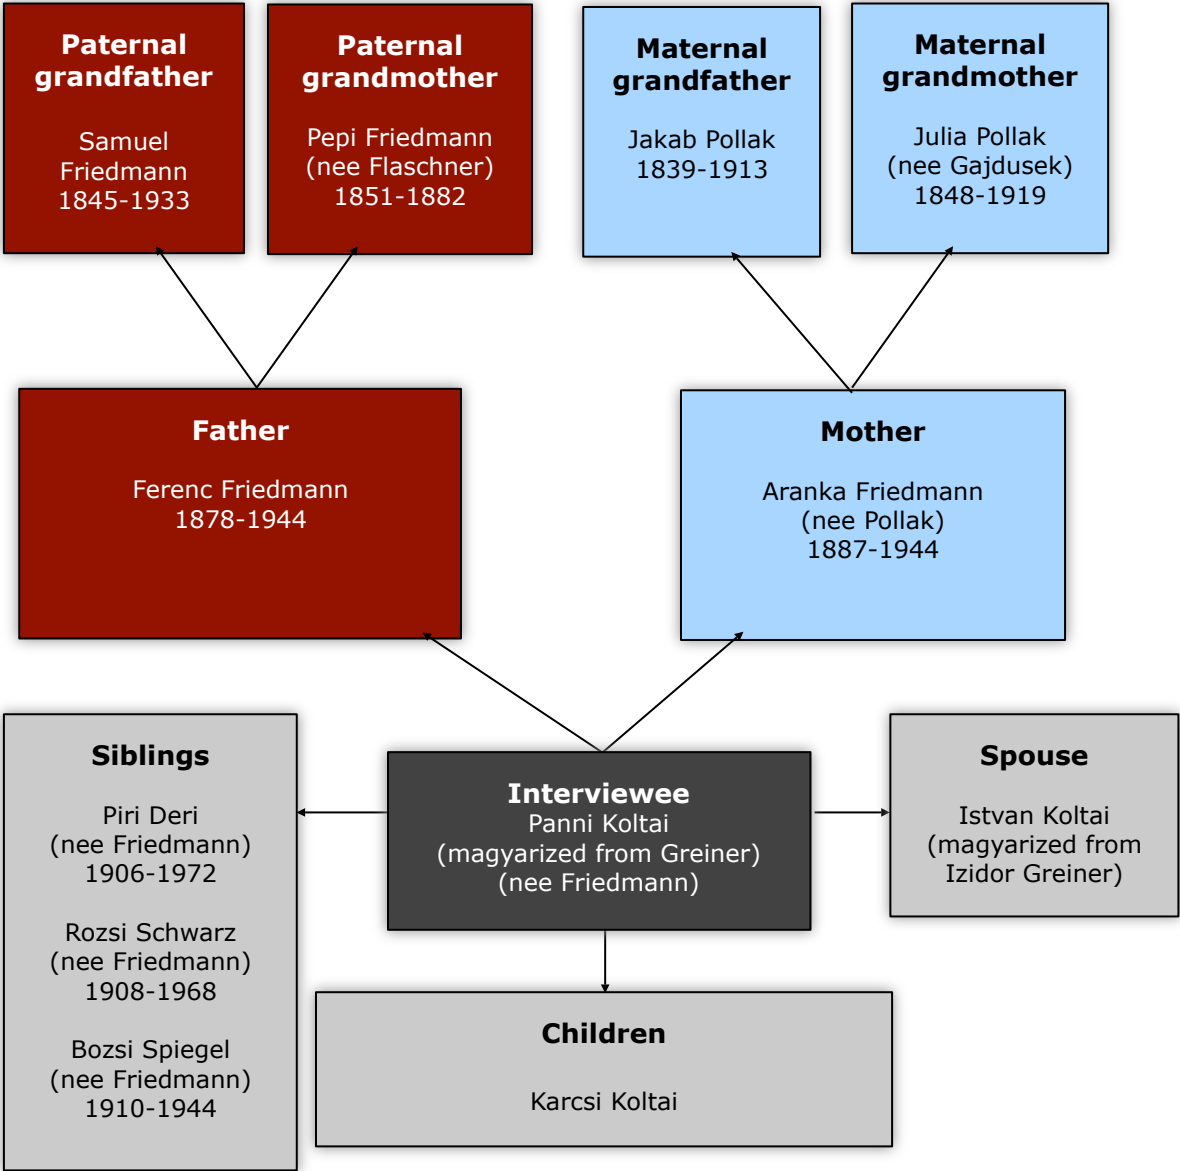 Paternal
grandfather
Samuel
Friedmann
1845-1933
Paternal
grandmother
Pepi Friedmann
(nee Flaschner)
1851-1882
Maternal
grandfather
Jakab Pollak
1839-1913
Maternal
grandmother
Julia Pollak
(nee Gajdusek)
1848-1919
Father
Ferenc Friedmann
1878-1944
Mother
Aranka Friedmann
(nee Pollak)
1887-1944
Siblings
Piri Deri
(nee Friedmann)
1906-1972
Rozsi Schwarz
(nee Friedmann)
1908-1968
Bozsi Spiegel
(nee Friedmann)
1910-1944
Interviewee
Panni Koltai
(magyarized from Greiner)
(nee Friedmann)
Spouse
Istvan Koltai
(magyarized from
Izidor Greiner)
Children
Karcsi Koltai